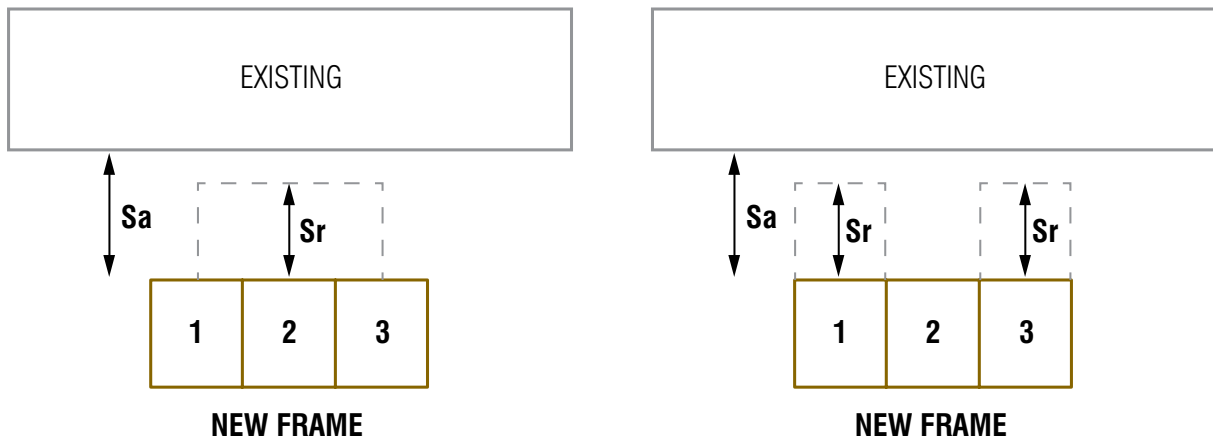 EXISTING
Sa
Sr
1 2 3
NEW FRAME
EXISTING
Sa
Sr
Sr
1 2 3
NEW FRAME